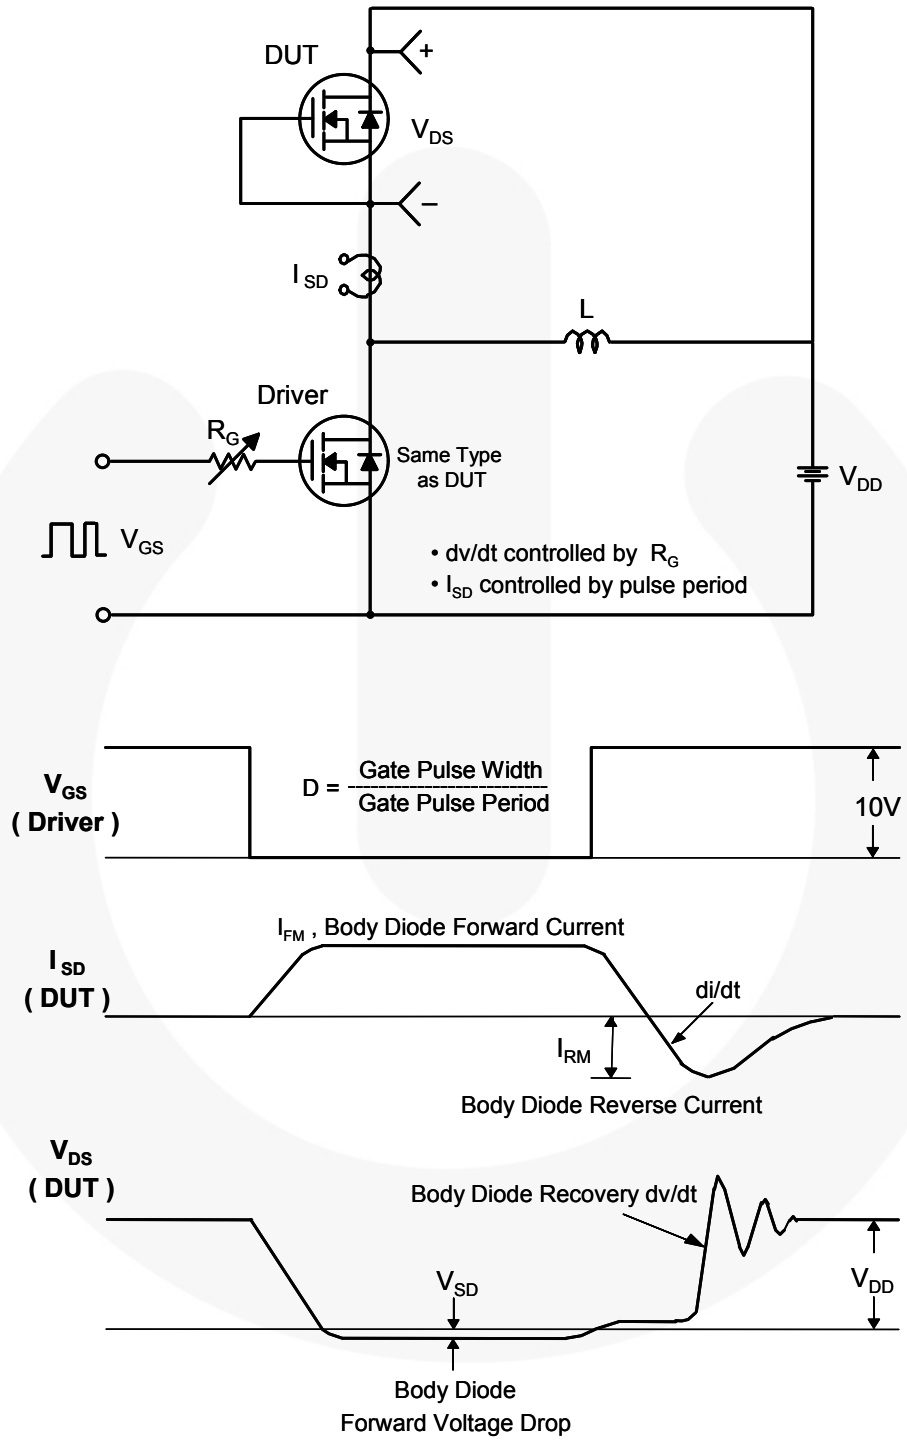 DUT
+
V_DS
−
I_SD
L
Driver
R_G
Same Type
as DUT
V_DD
V_GS
• dv/dt controlled by R_G
• I_SD controlled by pulse period
V_GS
( Driver )
D = Gate Pulse Width
Gate Pulse Period
10V
I_FM , Body Diode Forward Current
I_SD
( DUT )
di/dt
I_RM
Body Diode Reverse Current
V_DS
( DUT )
Body Diode Recovery dv/dt
V_SD
V_DD
Body Diode
Forward Voltage Drop